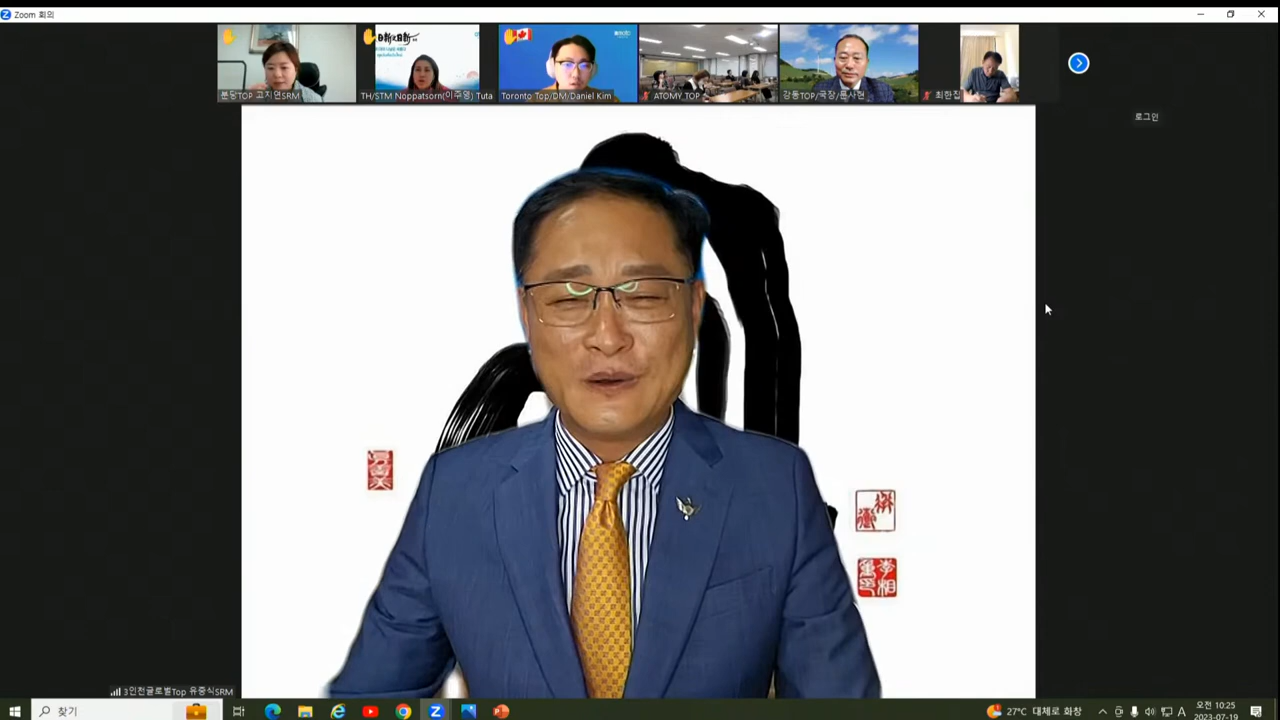 Zoom 회의
분당TOP 고지연SRM
TH/STM Noppatsorn(이주영) Tuta
Toronto Top/DM/Daniel Kim
ATOMY TOP
강동TOP/국장/문사현
최한집
로그인
3인천글로벌Top 유중식SRM
찾기
27°C 대체로 화창
A
오전 10:25
2023-07-19